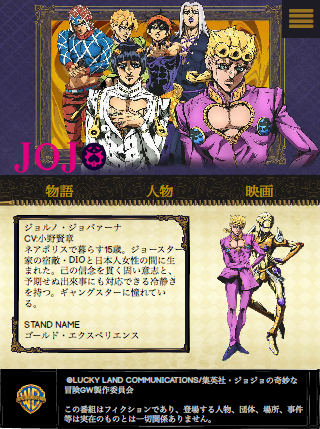 JOJO
物語 人物 映画
ジョルノ・ジョバァーナ
CV:小野賢章
ネアポリスで暮らす15歳。ジョースター
家の宿敵・DIOと日本人女性の間に生
まれた。己の信念を貫く固い意志と、
予期せぬ出来事にも対応できる冷静さ
を持つ。ギャングスターに憧れてい
る。
STAND NAME
ゴールド・エクスペリエンス
WB
©LUCKY LAND COMMUNICATIONS/集英社・ジョジョの奇妙な
冒険GW製作委員会
この番組はフィクションであり、登場する人物、団体、場所、事件
等は実在のものとは一切関係ありません。